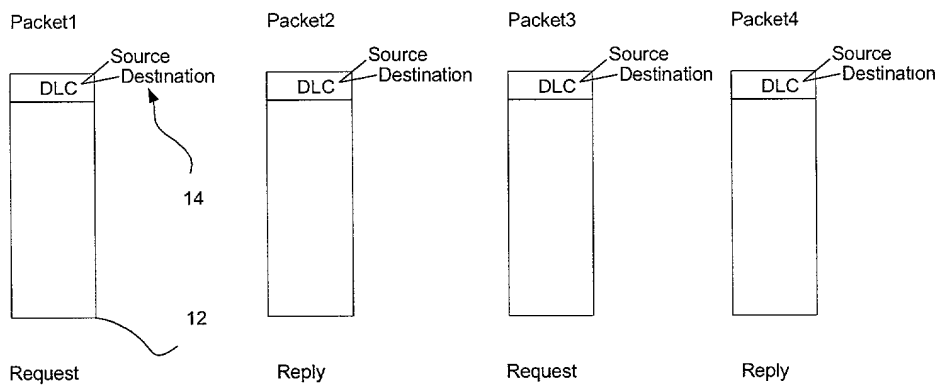 Packet1
Packet2
Packet3
Packet4
Source
DLC
Destination
Source
DLC
Destination
Source
DLC
Destination
Source
DLC
Destination
14
12
Request
Reply
Request
Reply